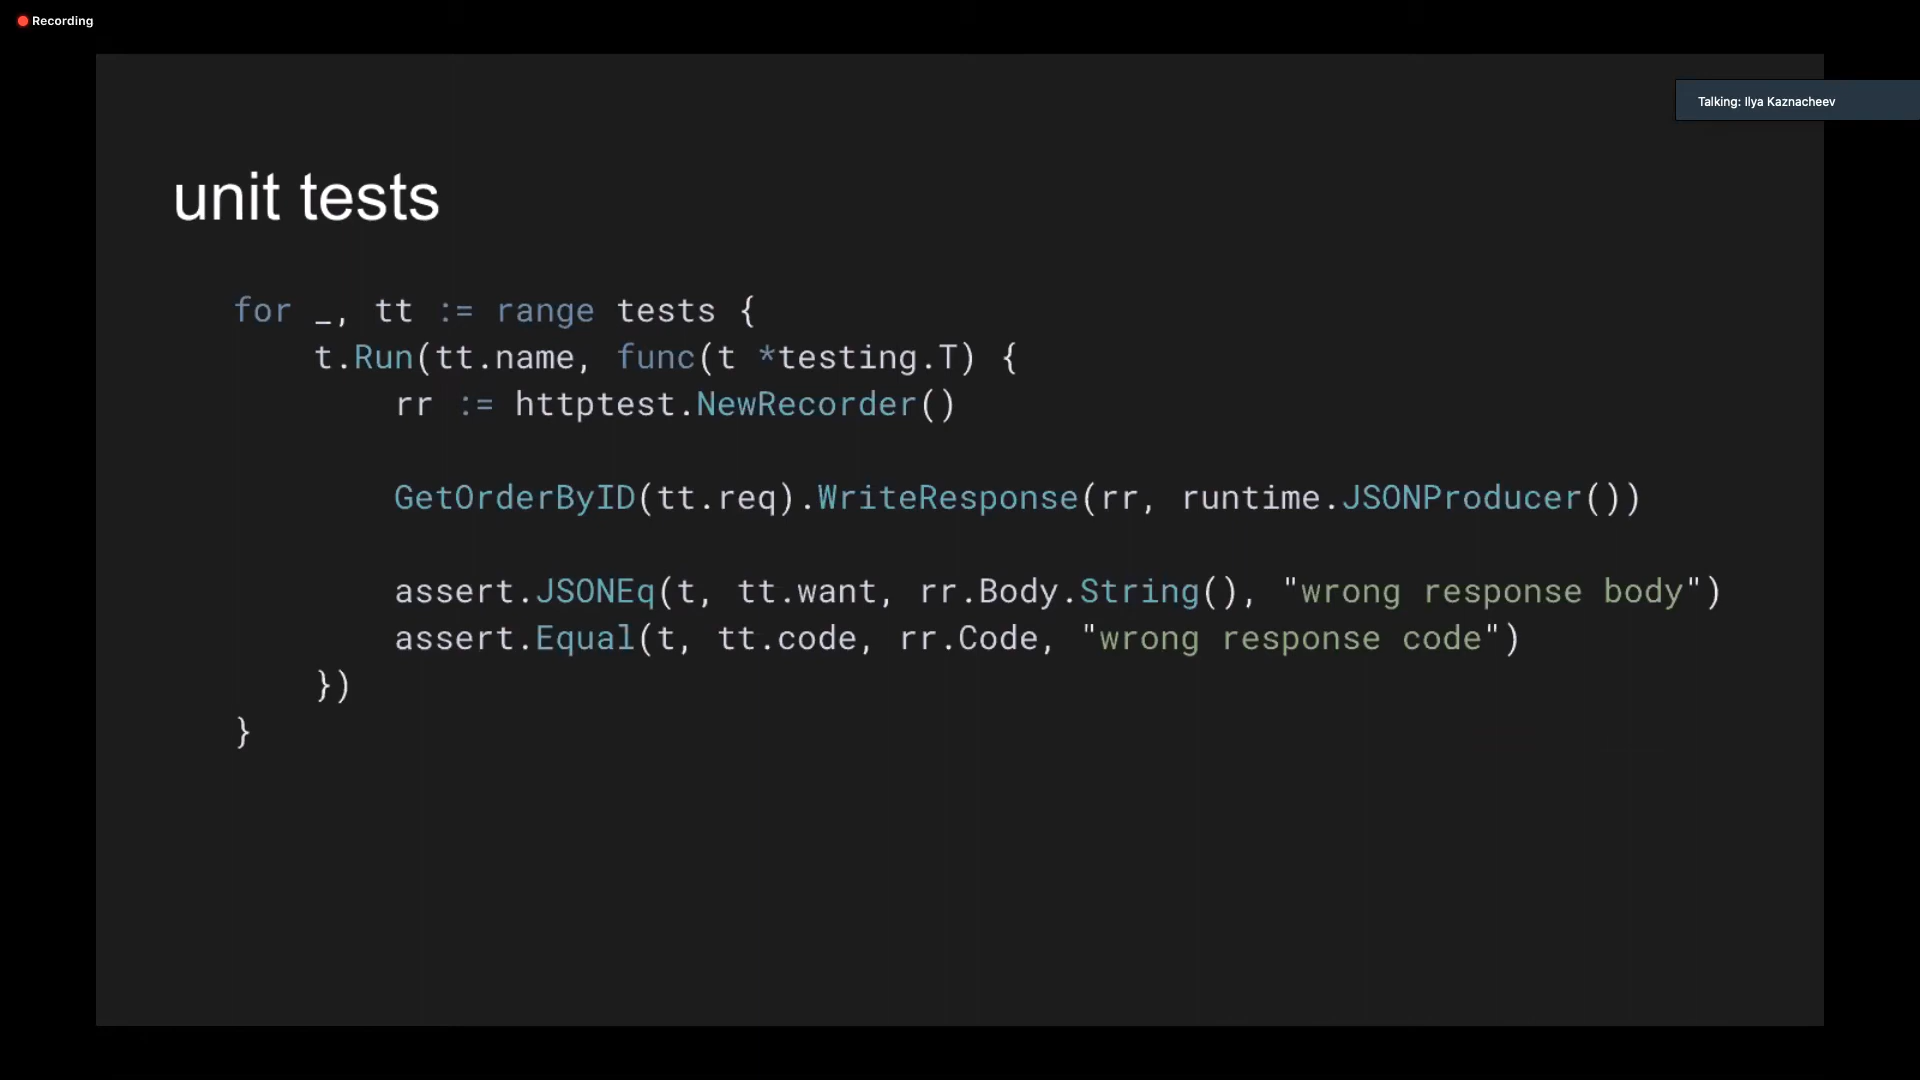 Recording
Talking: Ilya Kaznacheev
unit tests
for _, tt := range tests {
t.Run(tt.name, func(t *testing.T) {
rr := httptest.NewRecorder()
GetOrderByID(tt.req).WriteResponse(rr, runtime.JSONProducer())
assert.JSONEq(t, tt.want, rr.Body.String(), "wrong response body")
assert.Equal(t, tt.code, rr.Code, "wrong response code")
})
}